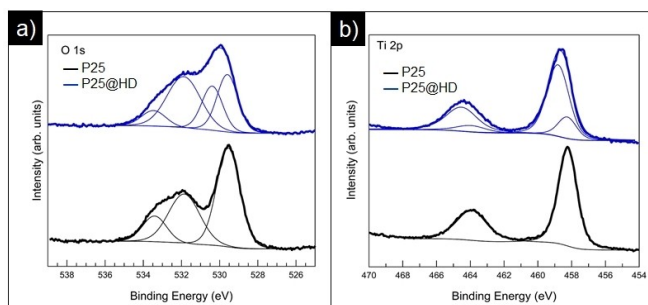 a)
O 1s
P25
P25@HD
Intensity (arb. units)
538 536 534 532 530 528 526
Binding Energy (eV)
b)
Ti 2p
P25
P25@HD
Intensity (arb. units)
470 468 466 464 462 460 458 456 454
Binding Energy (eV)